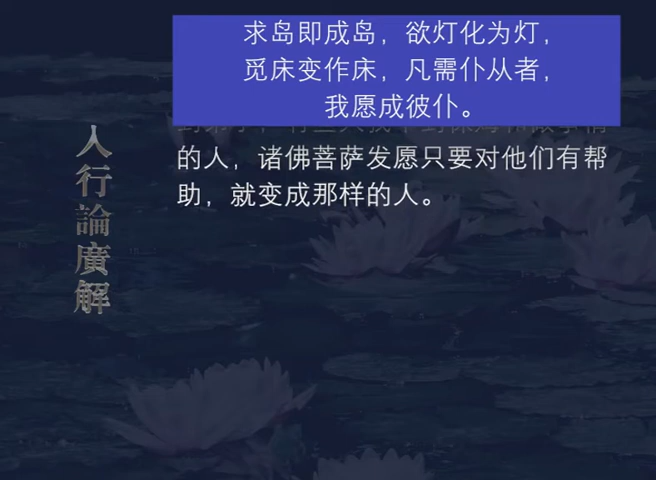 求岛即成岛，欲灯化为灯，
觅床变作床，凡需仆从者，
我愿成彼仆。
的人，诸佛菩萨发愿只要对他们有帮
助，就变成那样的人。
入行論廣解